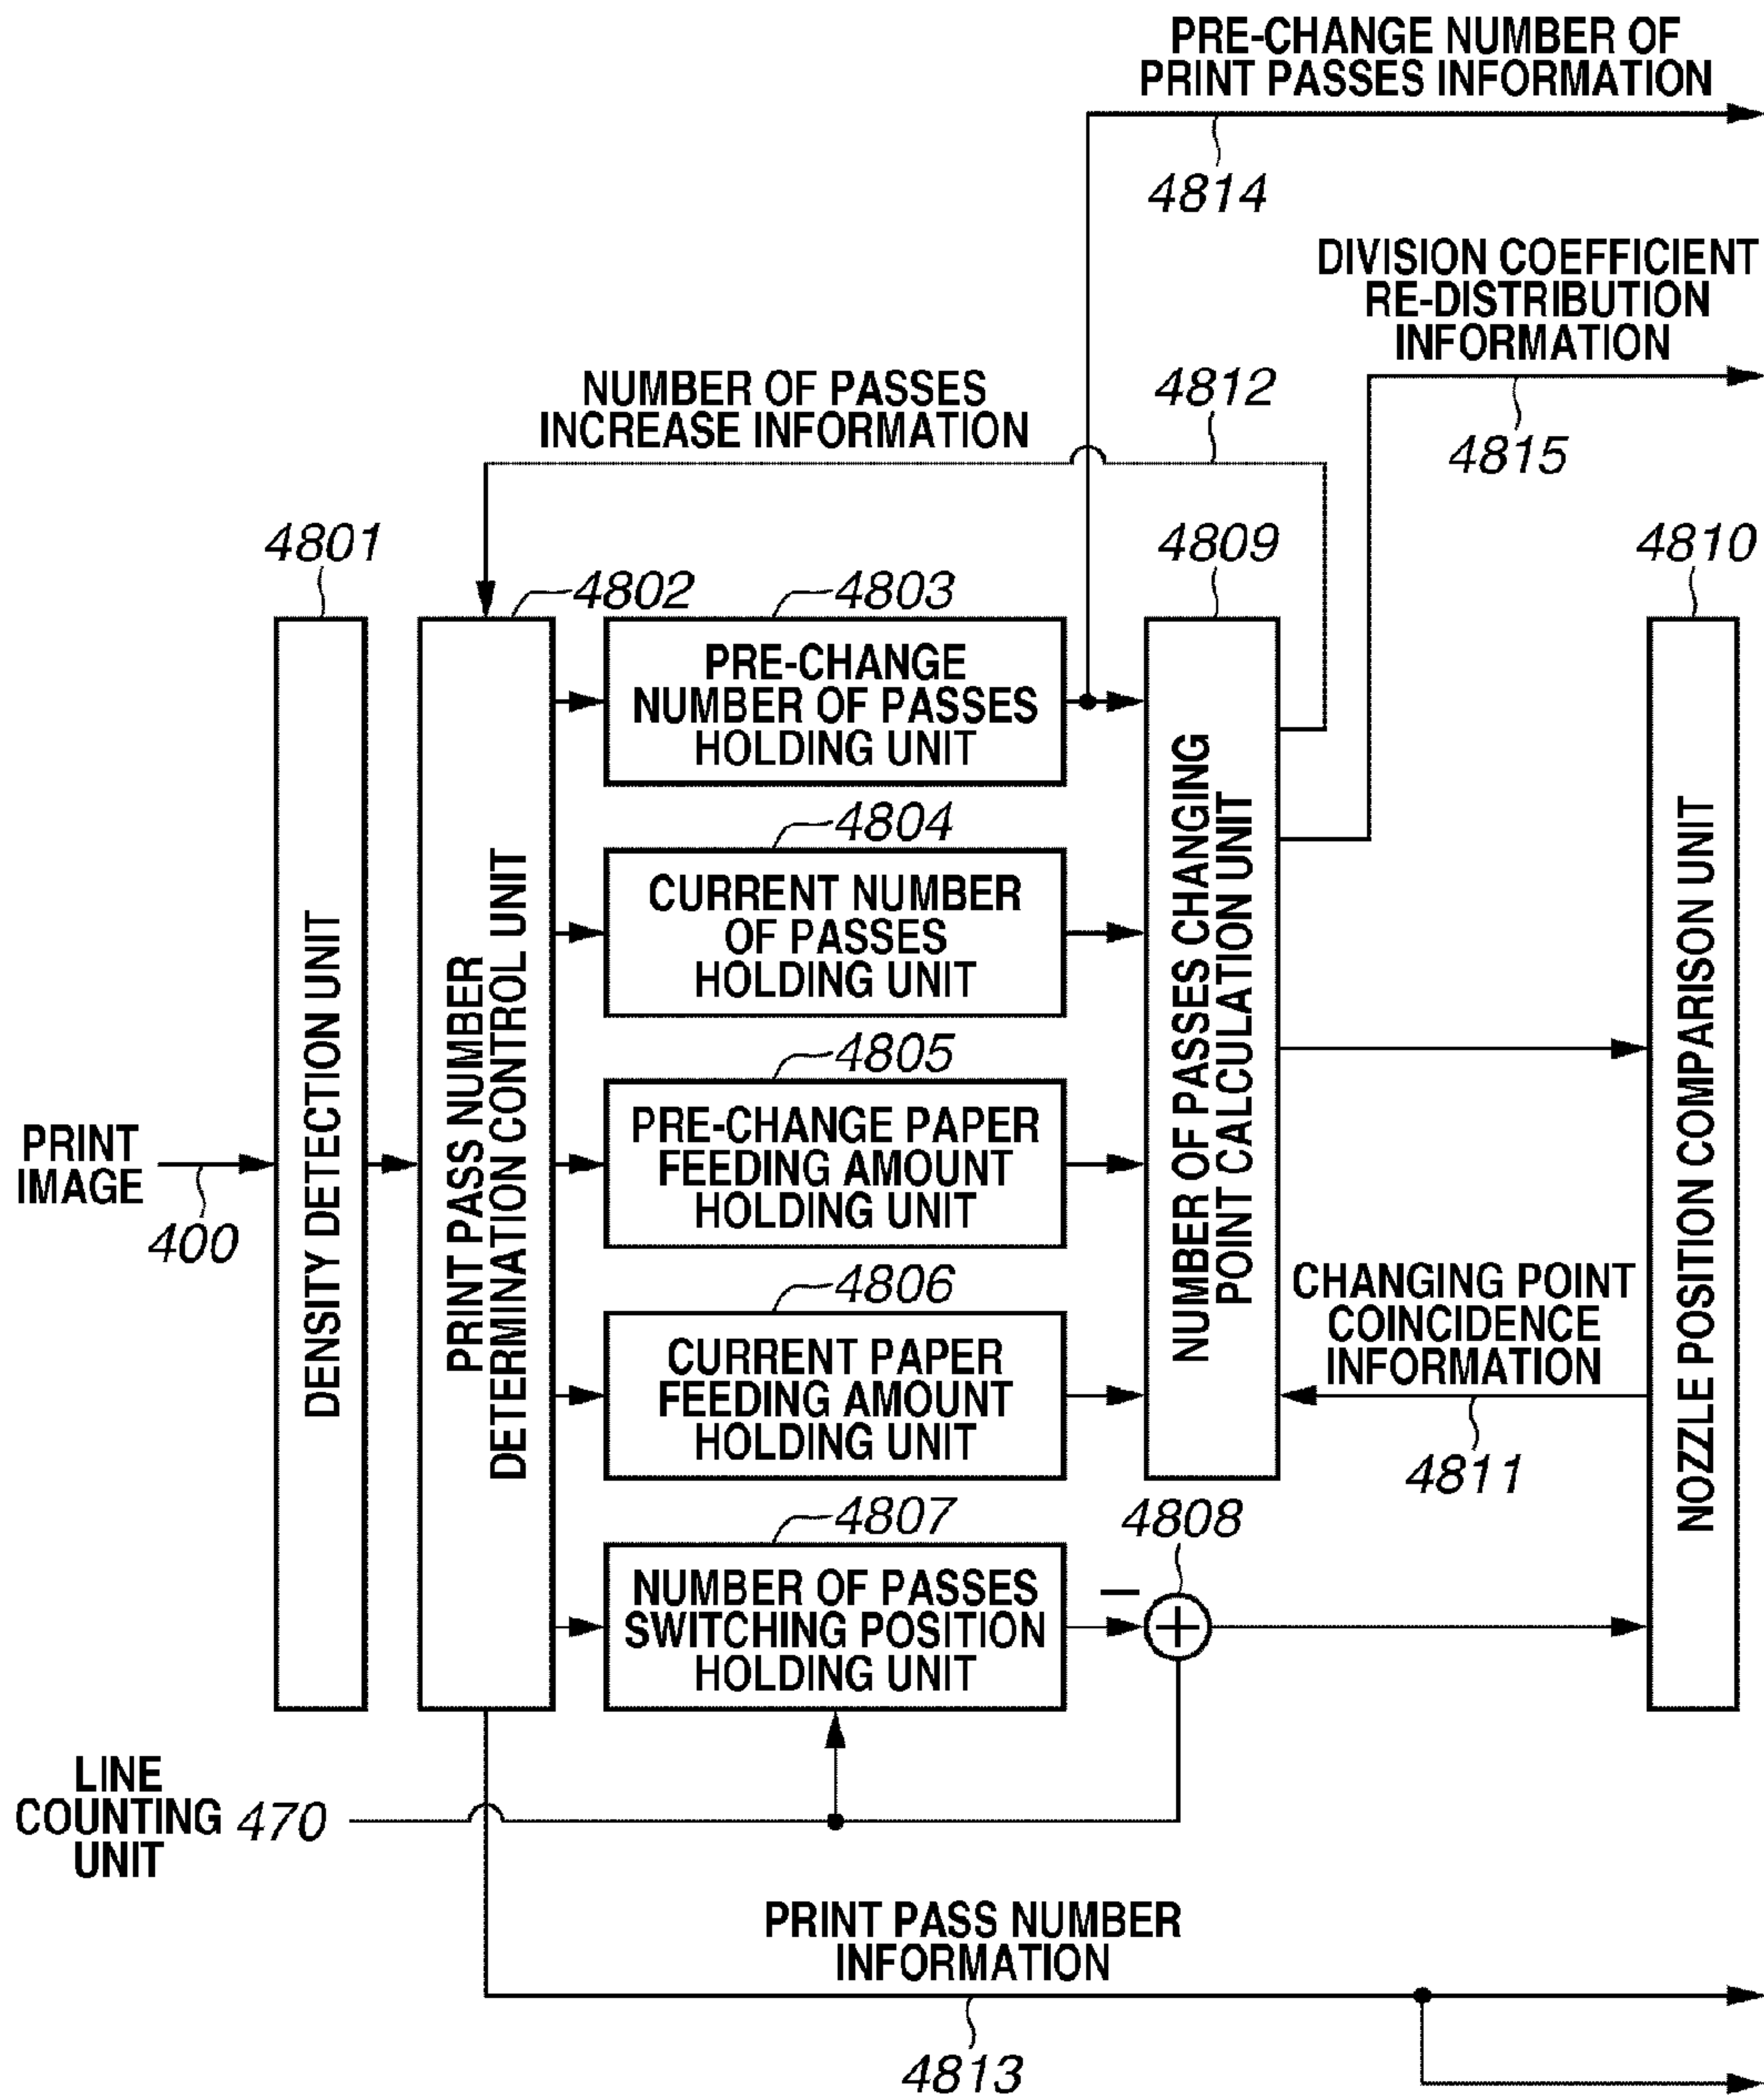 PRE-CHANGE NUMBER OF
PRINT PASSES INFORMATION
4814
DIVISION COEFFICIENT
RE-DISTRIBUTION
INFORMATION
4815
NUMBER OF PASSES
INCREASE INFORMATION
4812
4801
4802
4803
4809
4810
PRE-CHANGE
NUMBER OF PASSES
HOLDING UNIT
4804
CURRENT NUMBER
OF PASSES
HOLDING UNIT
4805
PRE-CHANGE PAPER
FEEDING AMOUNT
HOLDING UNIT
4806
CURRENT PAPER
FEEDING AMOUNT
HOLDING UNIT
4807
NUMBER OF PASSES
SWITCHING POSITION
HOLDING UNIT
PRINT
IMAGE
400
DENSITY DETECTION UNIT
PRINT PASS NUMBER
DETERMINATION CONTROL UNIT
NUMBER OF PASSES CHANGING
POINT CALCULATION UNIT
NOZZLE POSITION COMPARISON UNIT
CHANGING POINT
COINCIDENCE
INFORMATION
4811
4808
−
+
LINE
COUNTING 470
UNIT
PRINT PASS NUMBER
INFORMATION
4813